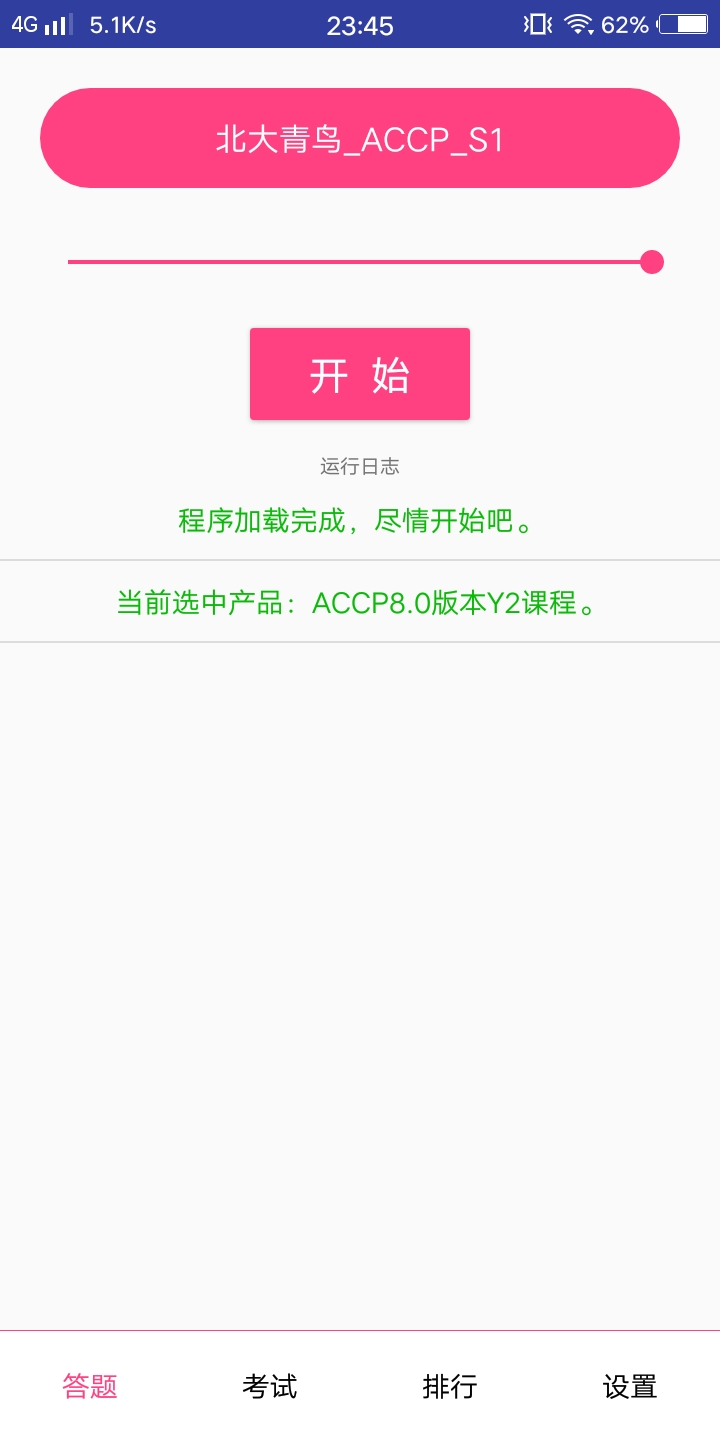 4G 5.1K/s 23:45 62%
北大青鸟_ACCP_S1
开 始
运行日志
程序加载完成，尽情开始吧。
当前选中产品：ACCP8.0版本Y2课程。
答题 考试 排行 设置